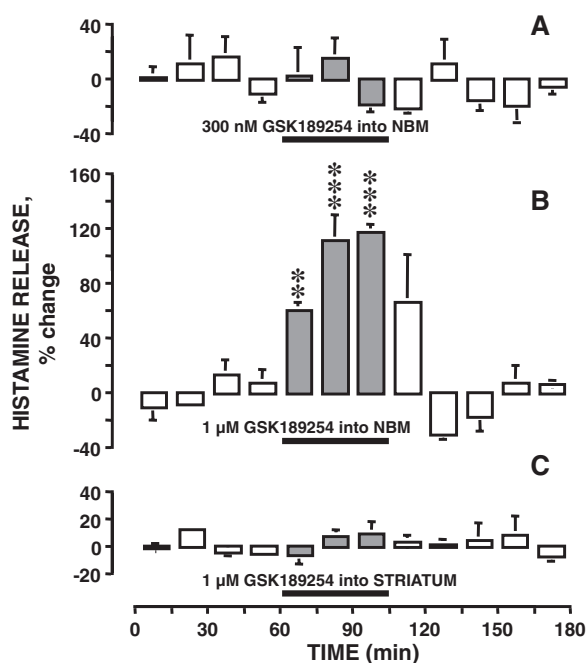 A
40
20
0
-20
-40
300 nM GSK189254 into NBM
B
160
120
80
40
0
-40
**
***
***
1 µM GSK189254 into NBM
HISTAMINE RELEASE,
% change
C
40
20
0
-20
1 µM GSK189254 into STRIATUM
0 30 60 90 120 150 180
TIME (min)